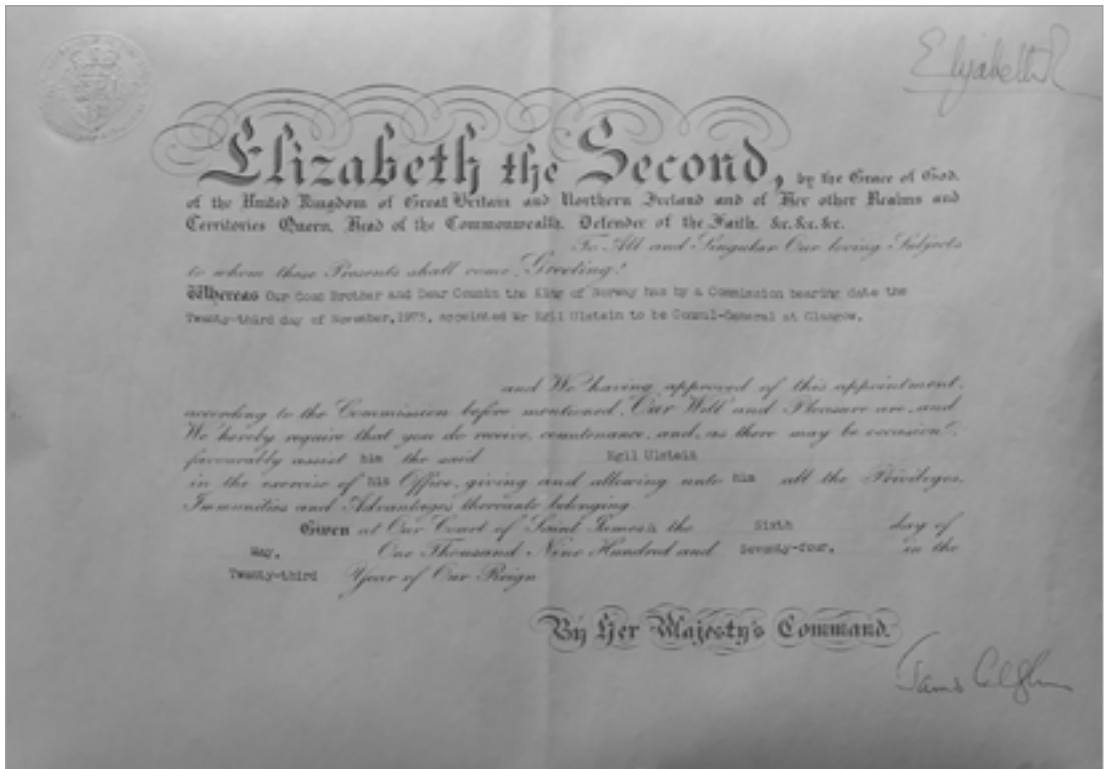 Elizabeth R
Elizabeth the Second, by the Grace of God,
of the United Kingdom of Great Britain and Northern Ireland and of Her other Realms and
Territories Queen, Head of the Commonwealth, Defender of the Faith, &c. &c. &c.
To All and Singular Our loving Subjects
to whom these Presents shall come, Greeting!
Whereas Our Good Brother and Dear Cousin the King of Norway has by a Commission bearing date the
Twenty-third day of November, 1973, appointed Mr Egil Ulstein to be Consul-General at Glasgow,
and We having approved of this appointment,
according to the Commission before mentioned, Our Will and Pleasure are, and
We hereby require that you do receive, countenance, and, as there may be occasion,
favourably assist him the said Egil Ulstein
in the exercise of his Office, giving and allowing unto him all the Privileges,
Immunities and Advantages thereunto belonging.
Given at Our Court of Saint James's, the Sixth day of
May, One Thousand Nine Hundred and Seventy-four, in the
Twenty-third Year of Our Reign
By Her Majesty's Command.